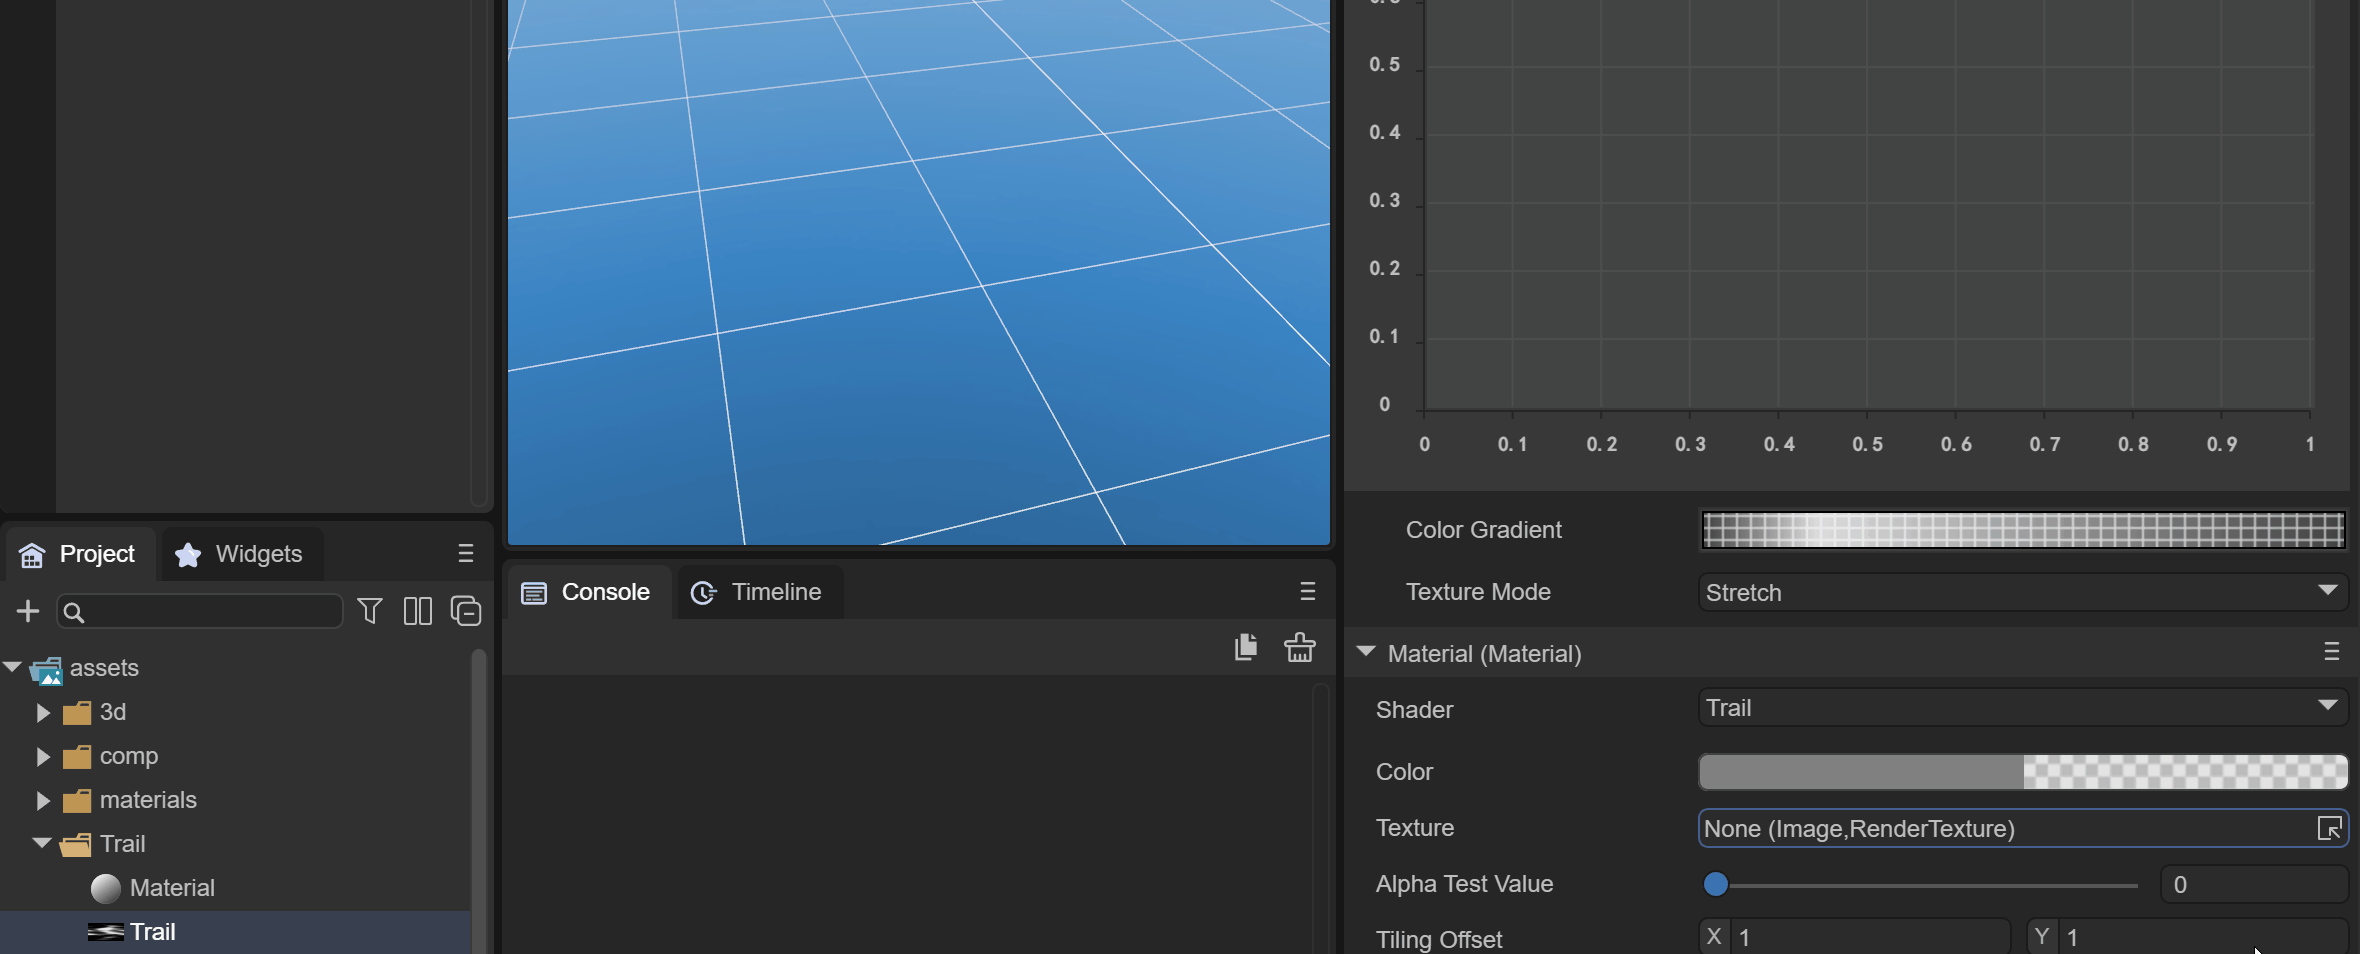 0.5
0.4
0.3
0.2
0.1
0
0 0.1 0.2 0.3 0.4 0.5 0.6 0.7 0.8 0.9 1
Color Gradient
Texture Mode Stretch
Material (Material)
Shader Trail
Color
Texture None (Image,RenderTexture)
Alpha Test Value 0
Tiling Offset X 1 Y 1
Project Widgets
assets
3d
comp
materials
Trail
Material
Trail
Console Timeline